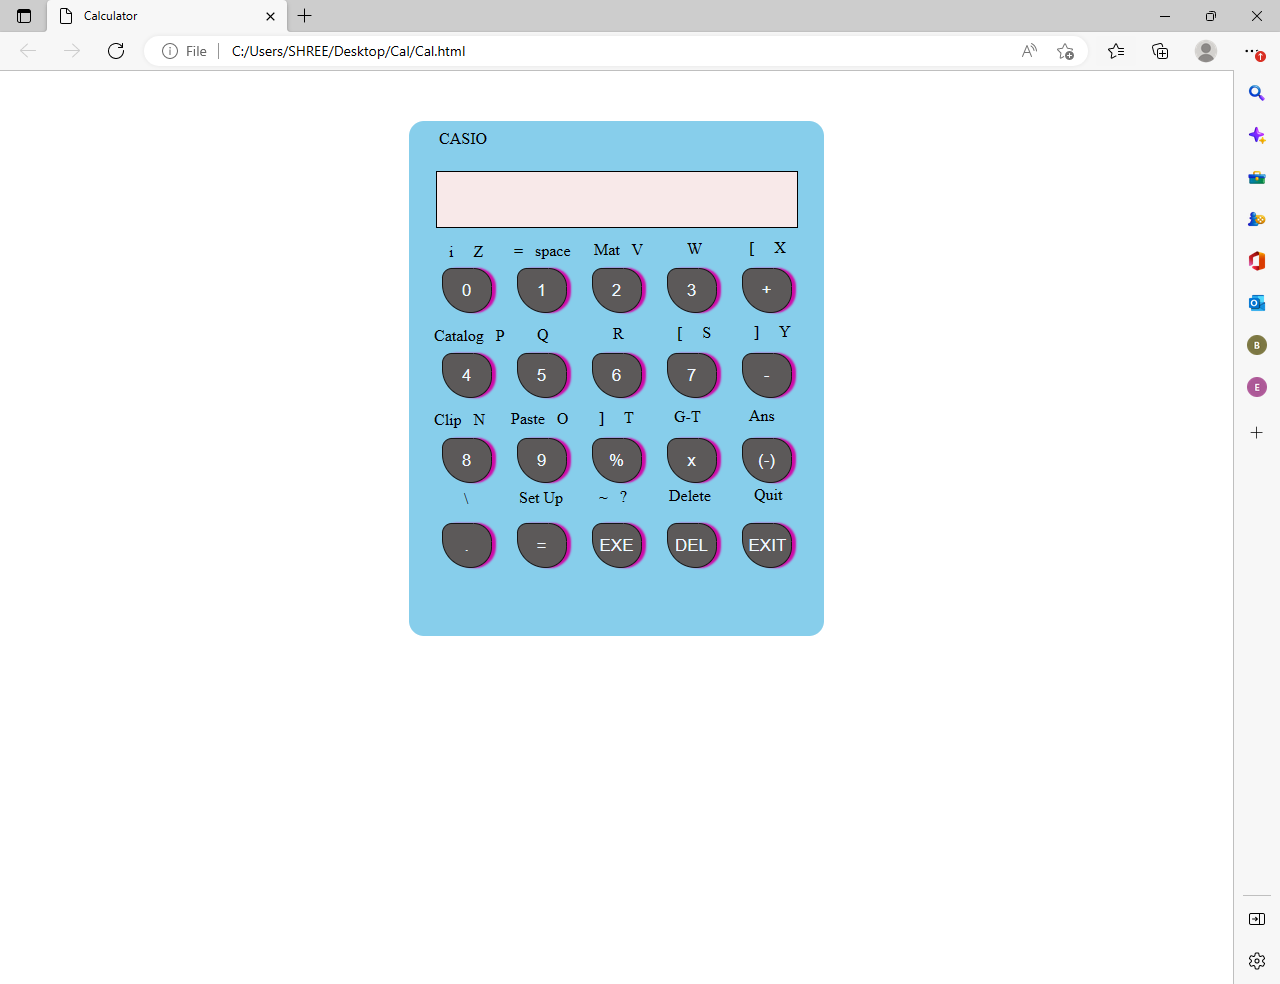 Calculator
File C:/Users/SHREE/Desktop/Cal/Cal.html
CASIO
i Z = space Mat V W [ X
0 1 2 3 +
Catalog P Q R [ S ] Y
4 5 6 7 -
Clip N Paste O ] T G-T Ans
8 9 % x (-)
\ Set Up ~ ? Delete Quit
. = EXE DEL EXIT
B
E